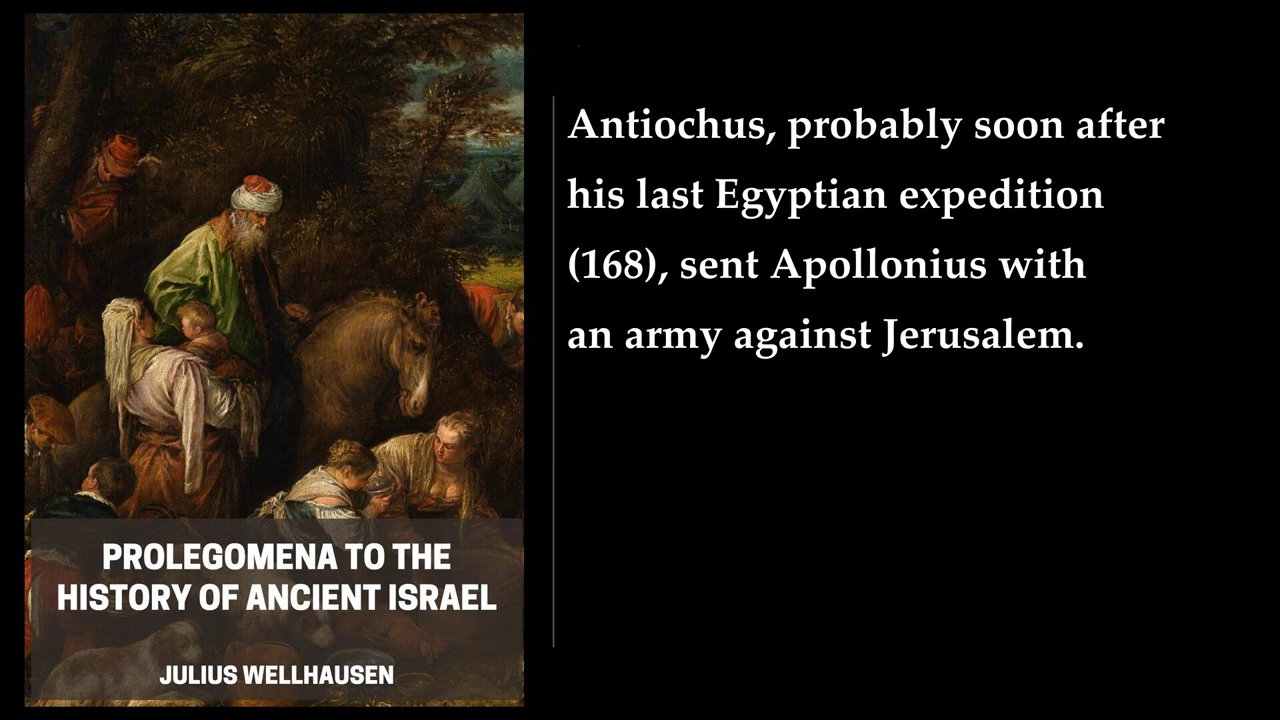 Antiochus, probably soon after
his last Egyptian expedition
(168), sent Apollonius with
an army against Jerusalem.
PROLEGOMENA TO THE
HISTORY OF ANCIENT ISRAEL
JULIUS WELLHAUSEN